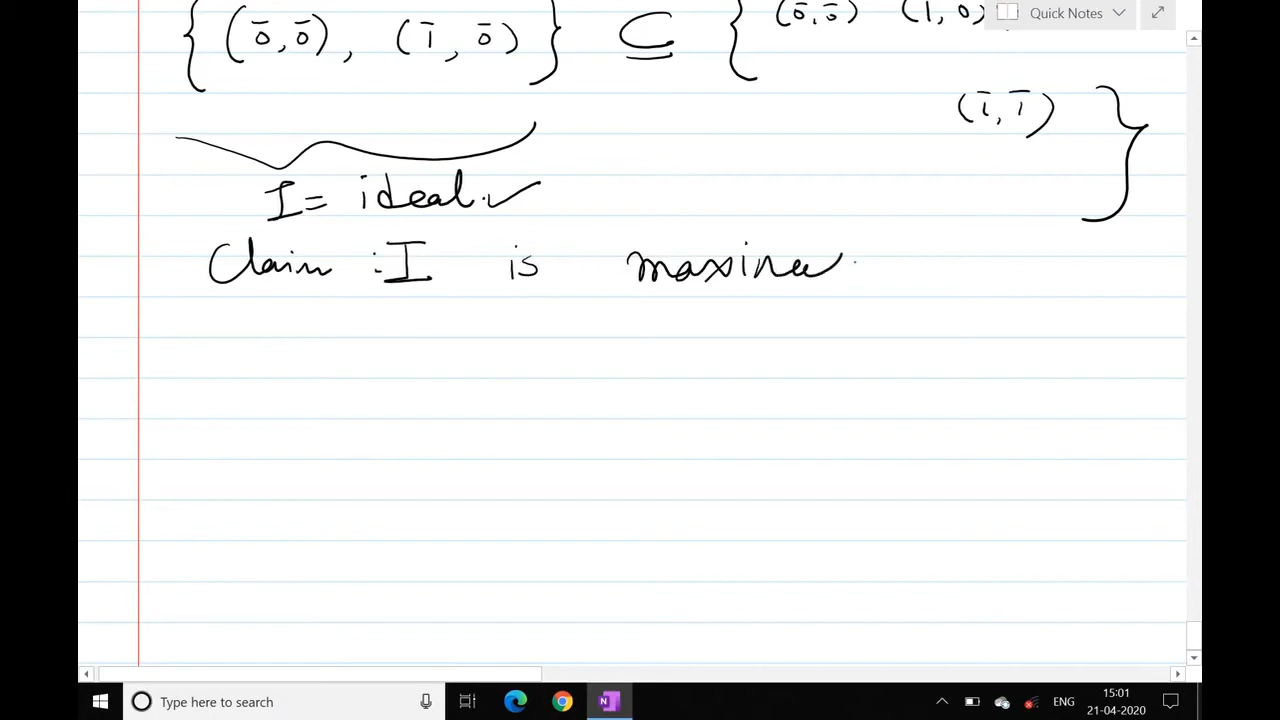 { (0̄, 0̄) , (1̄ , 0̄) } ⊆ { (0̄, 0̄) (1̄, 0̄)
Quick Notes
(1̄, 1̄) }
I = ideal. ✓
Claim : I is
Type here to search
ENG
15:01
21-04-2020